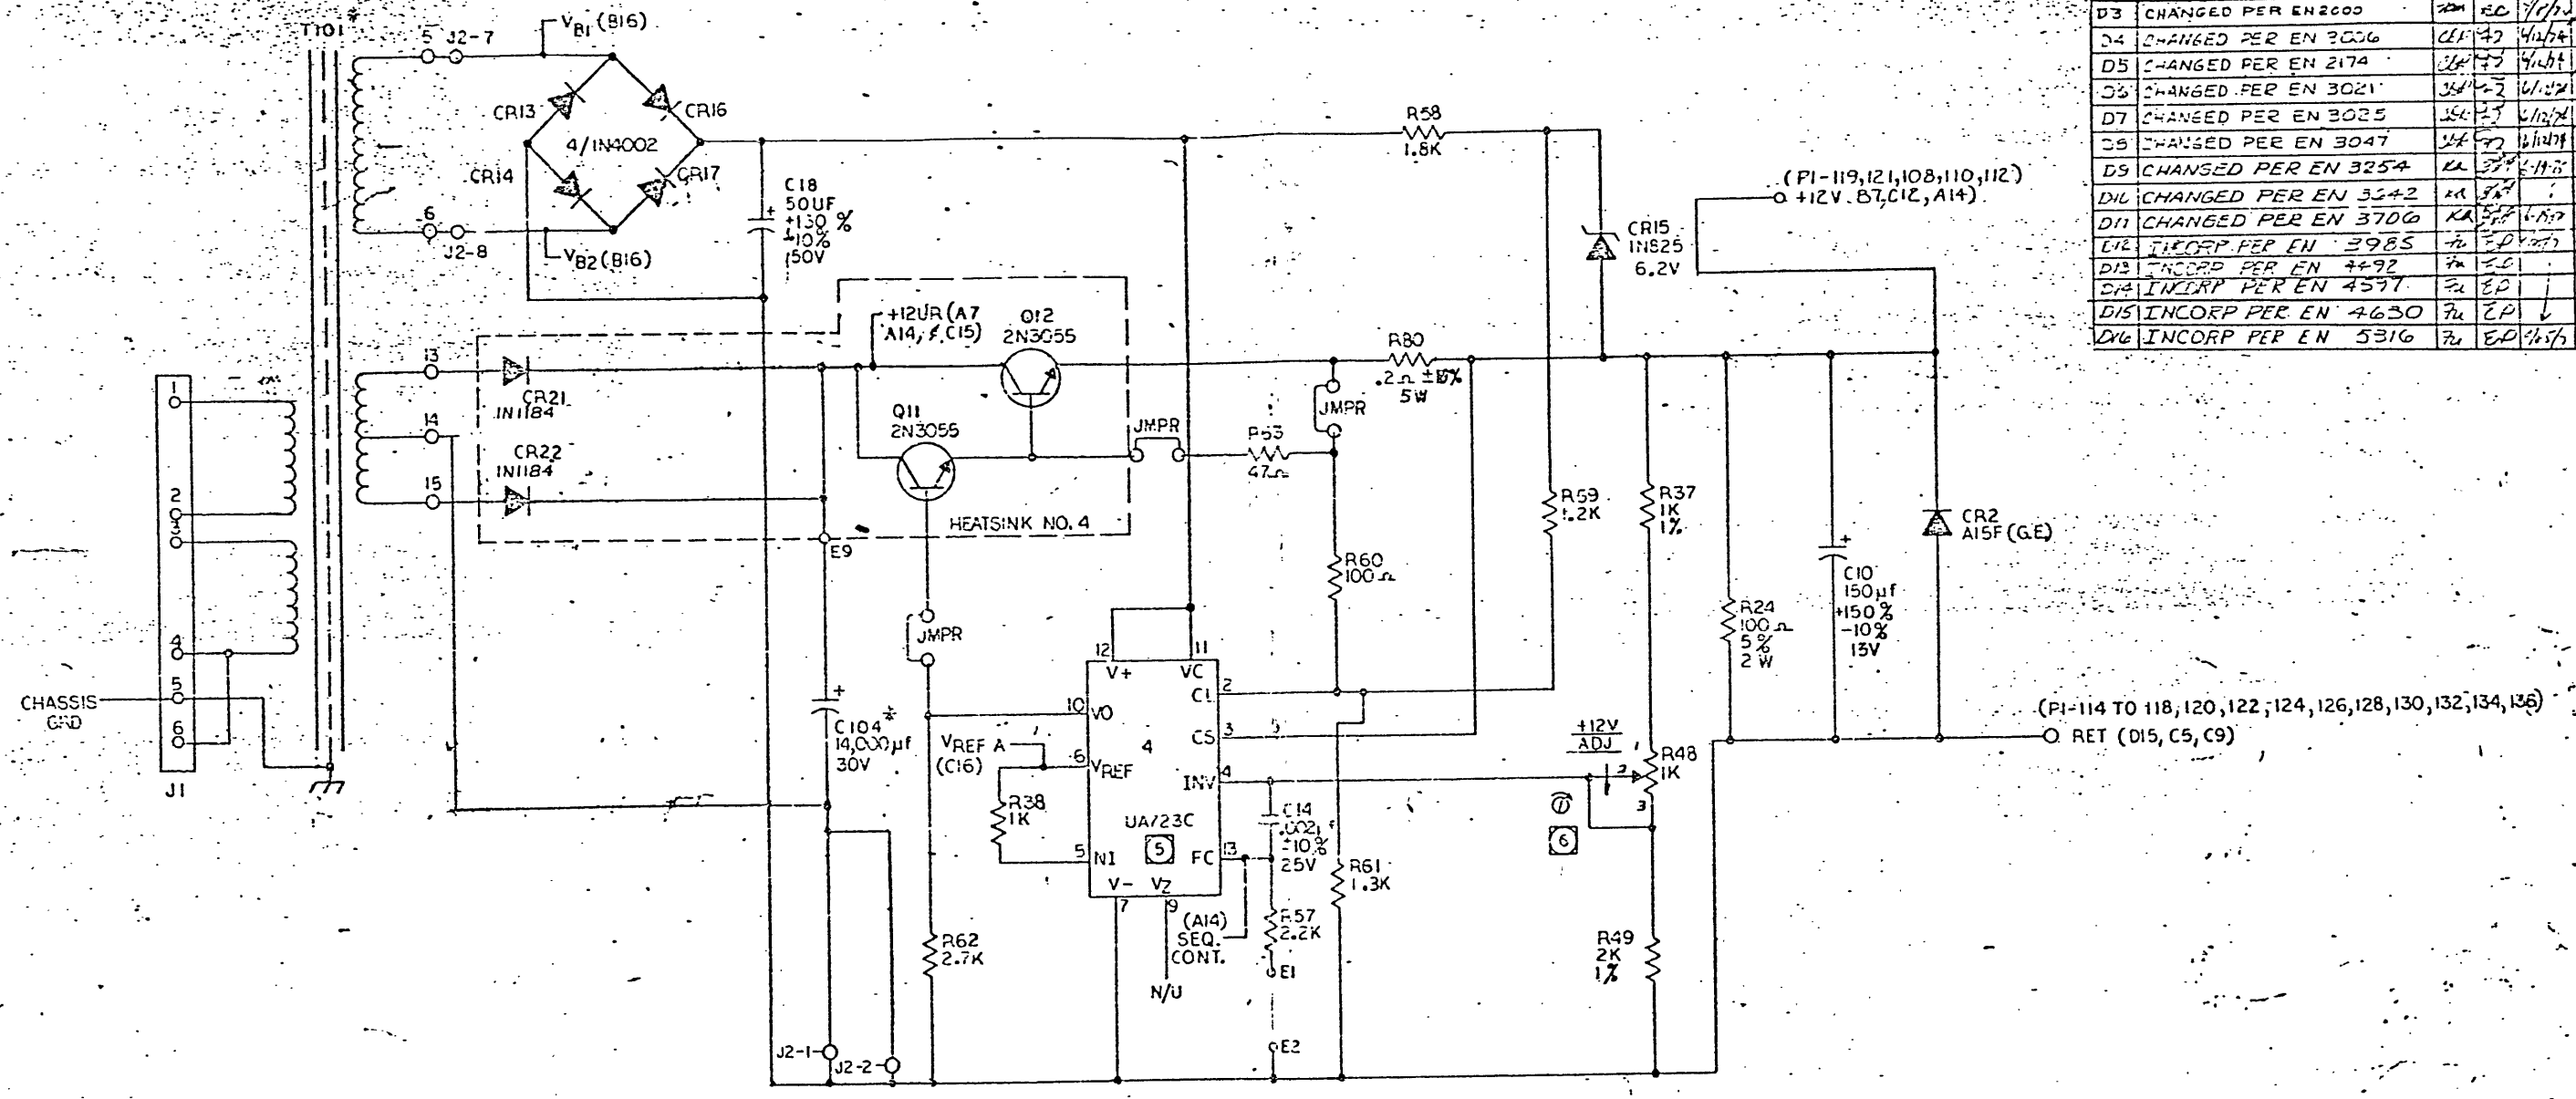 T101*
5 J2-7
VB1 (B16)
CR13
CR16
4/1N4002
CR14
CR17
6
J2-8
VB2 (B16)
C18
50UF
+150 %
-10%
150V
R58
1.8K
(P1-119,121,108,110,112)
+12V B7,C12,A14)
CR15
1N825
6.2V
D3 CHANGED PER EN2600
D4 CHANGED PER EN 3006
D5 CHANGED PER EN 2174
D6 CHANGED PER EN 3021
D7 CHANGED PER EN 3025
D8 CHANGED PER EN 3047
D9 CHANGED PER EN 3254
CHANGED PER EN 3242
D11 CHANGED PER EN 3706
D12 INCORP PER EN 3985
D13 INCORP PER EN 4492
D14 INCORP PER EN 4577
D15 INCORP PER EN 4630
D16 INCORP PER EN 5316
+12UR (A7
A14, & C15)
Q12
2N3055
13
CR21
1N1184
14
CR22
1N1184
15
Q11
2N3055
HEATSINK NO. 4
E9
JMPR
R53
47Ω
R80
.2Ω
5W
JMPR
R60
100Ω
R59
1.2K
R37
1K
1%
R24
100Ω
5%
2 W
C10
150µf
+150%
-10%
15V
CR2
A15F (G.E)
1
2
3
4
5
6
CHASSIS
GND
J1
JMPR
C104*
14,000µf
30V
12
V+
11
VC
CL 2
10 VO
CS 3
VREF A
(C16)
6 VREF
4
INV 4
R38
1K
UA723C
5
5 NI
FC 13
V-
VZ
7
9
N/U
(A14)
SEQ.
CONT.
C14
±10%
25V
R57
2.2K
E1
E2
R61
1.3K
R62
2.7K
+12V
ADJ
2
R48
1K
3
6
R49
2K
1%
(P1-114 TO 118,120,122,124,126,128,130,132,134,136)
RET (D15, C5, C9)
J2-1
J2-2